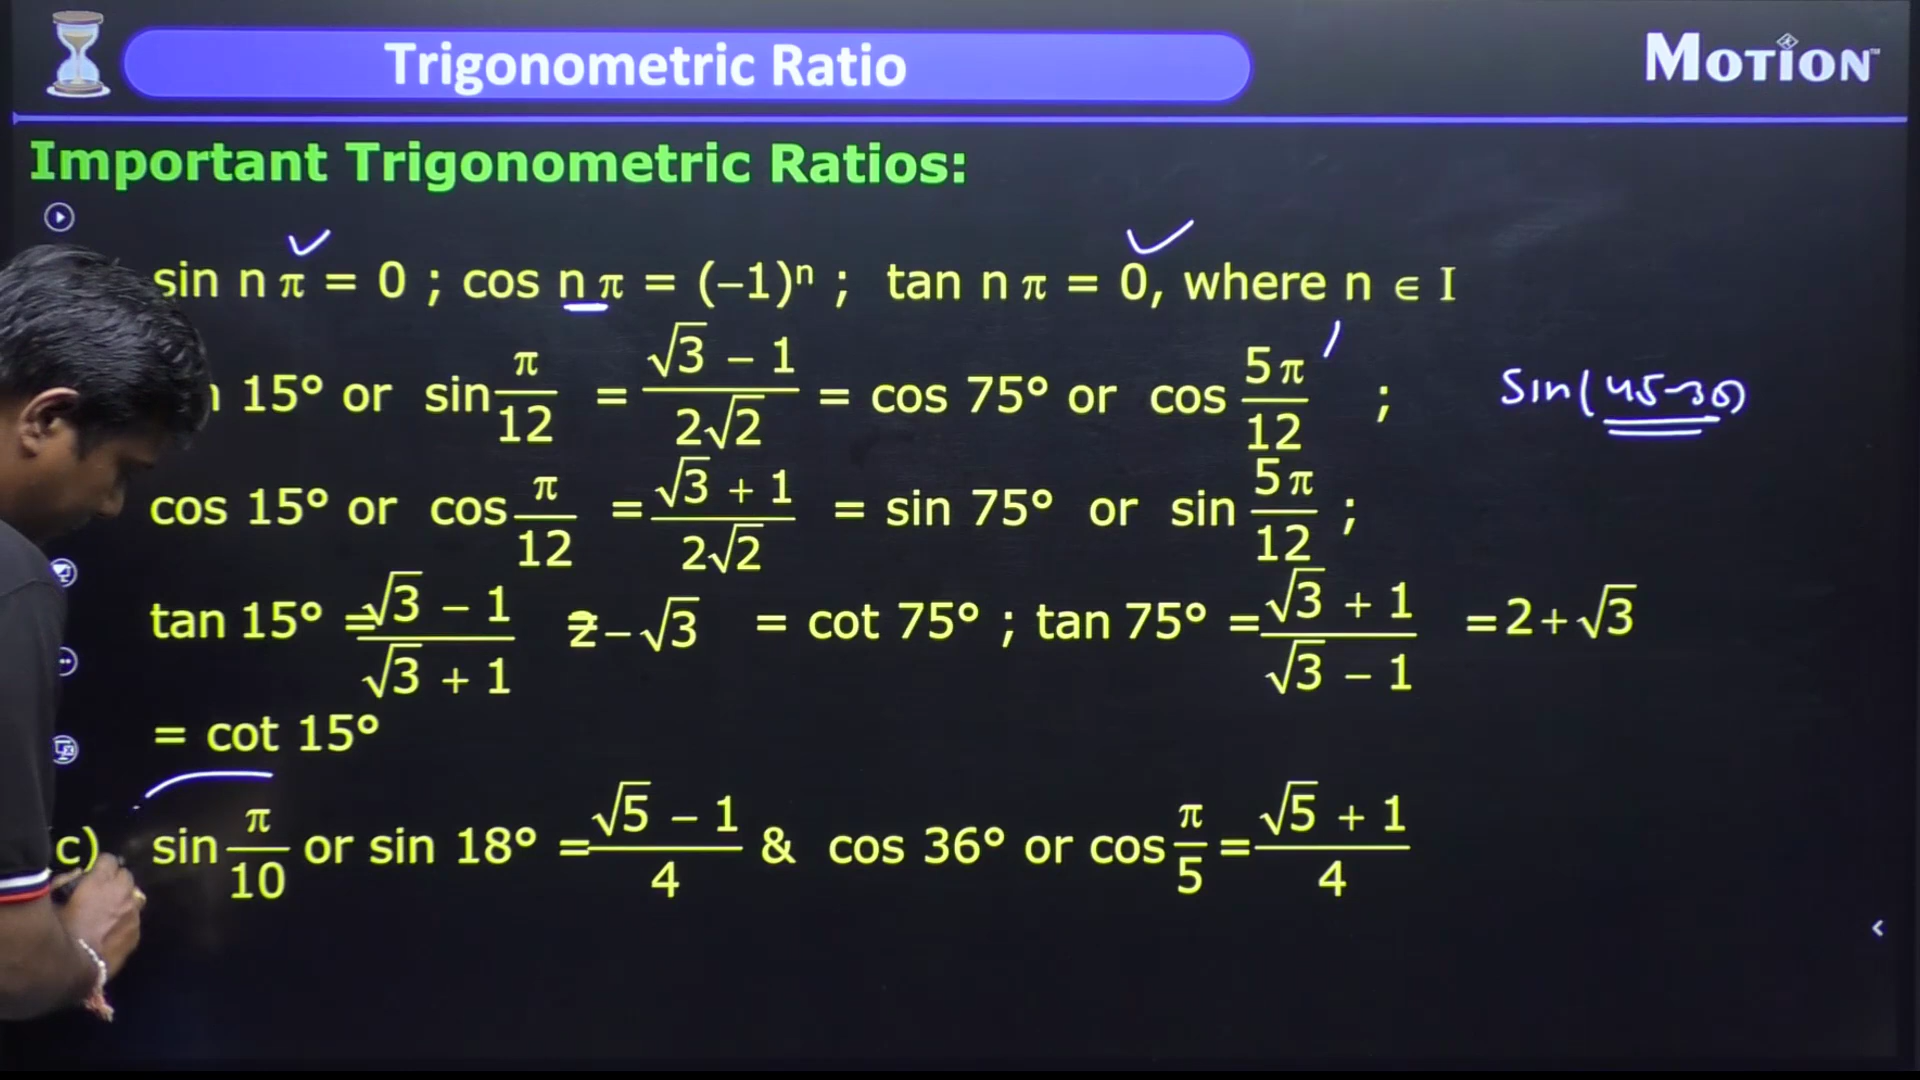 Trigonometric Ratio
MOTION™
Important Trigonometric Ratios:
sin n π = 0 ; cos n π = (−1)ⁿ ; tan n π = 0, where n ∈ I
15° or sin π/12 = (√3 − 1)/(2√2) = cos 75° or cos 5π/12 ;
Sin(45-30)
cos 15° or cos π/12 = (√3 + 1)/(2√2) = sin 75° or sin 5π/12 ;
tan 15° = (√3 − 1)/(√3 + 1) = 2 − √3 = cot 75° ; tan 75° = (√3 + 1)/(√3 − 1) = 2 + √3
= cot 15°
c) sin π/10 or sin 18° = (√5 − 1)/4 & cos 36° or cos π/5 = (√5 + 1)/4